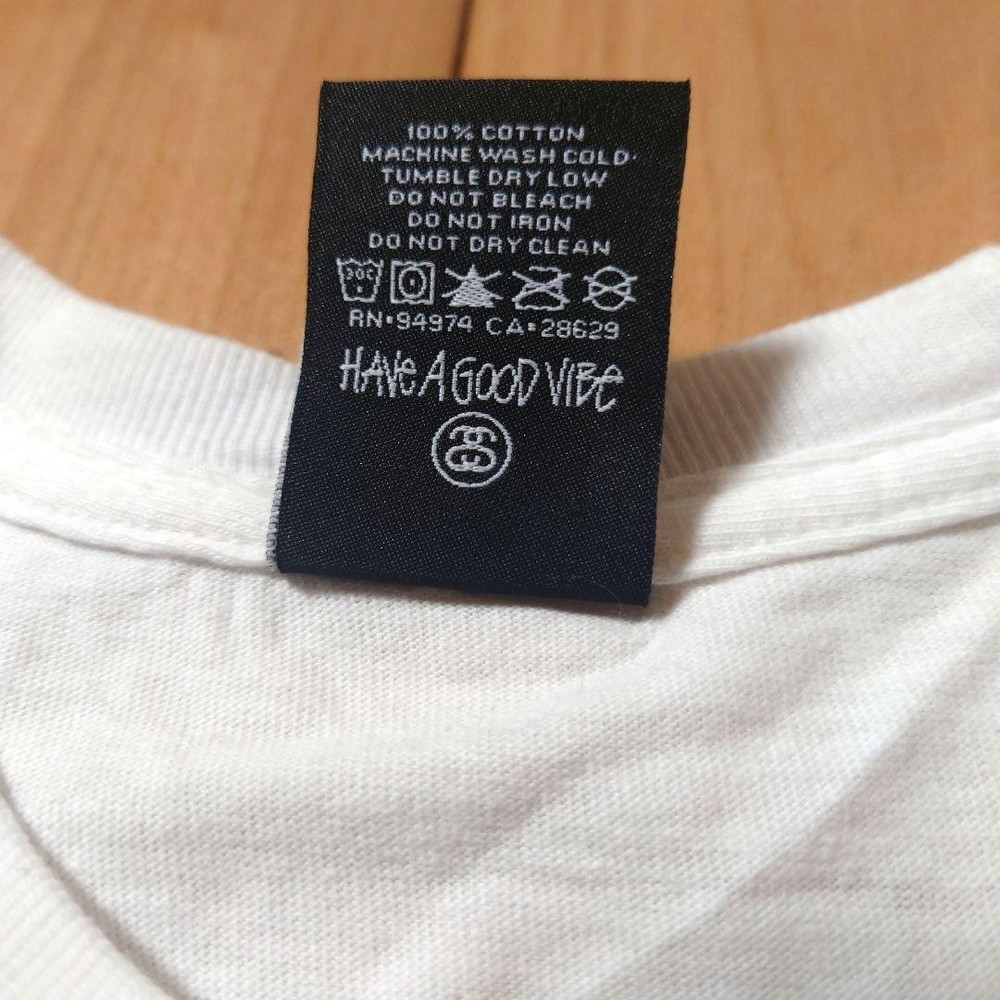 100% COTTON
MACHINE WASH COLD
TUMBLE DRY LOW
DO NOT BLEACH
DO NOT IRON
DO NOT DRY CLEAN
RN•94974 CA•28629
HAVE A GOOD VIBE